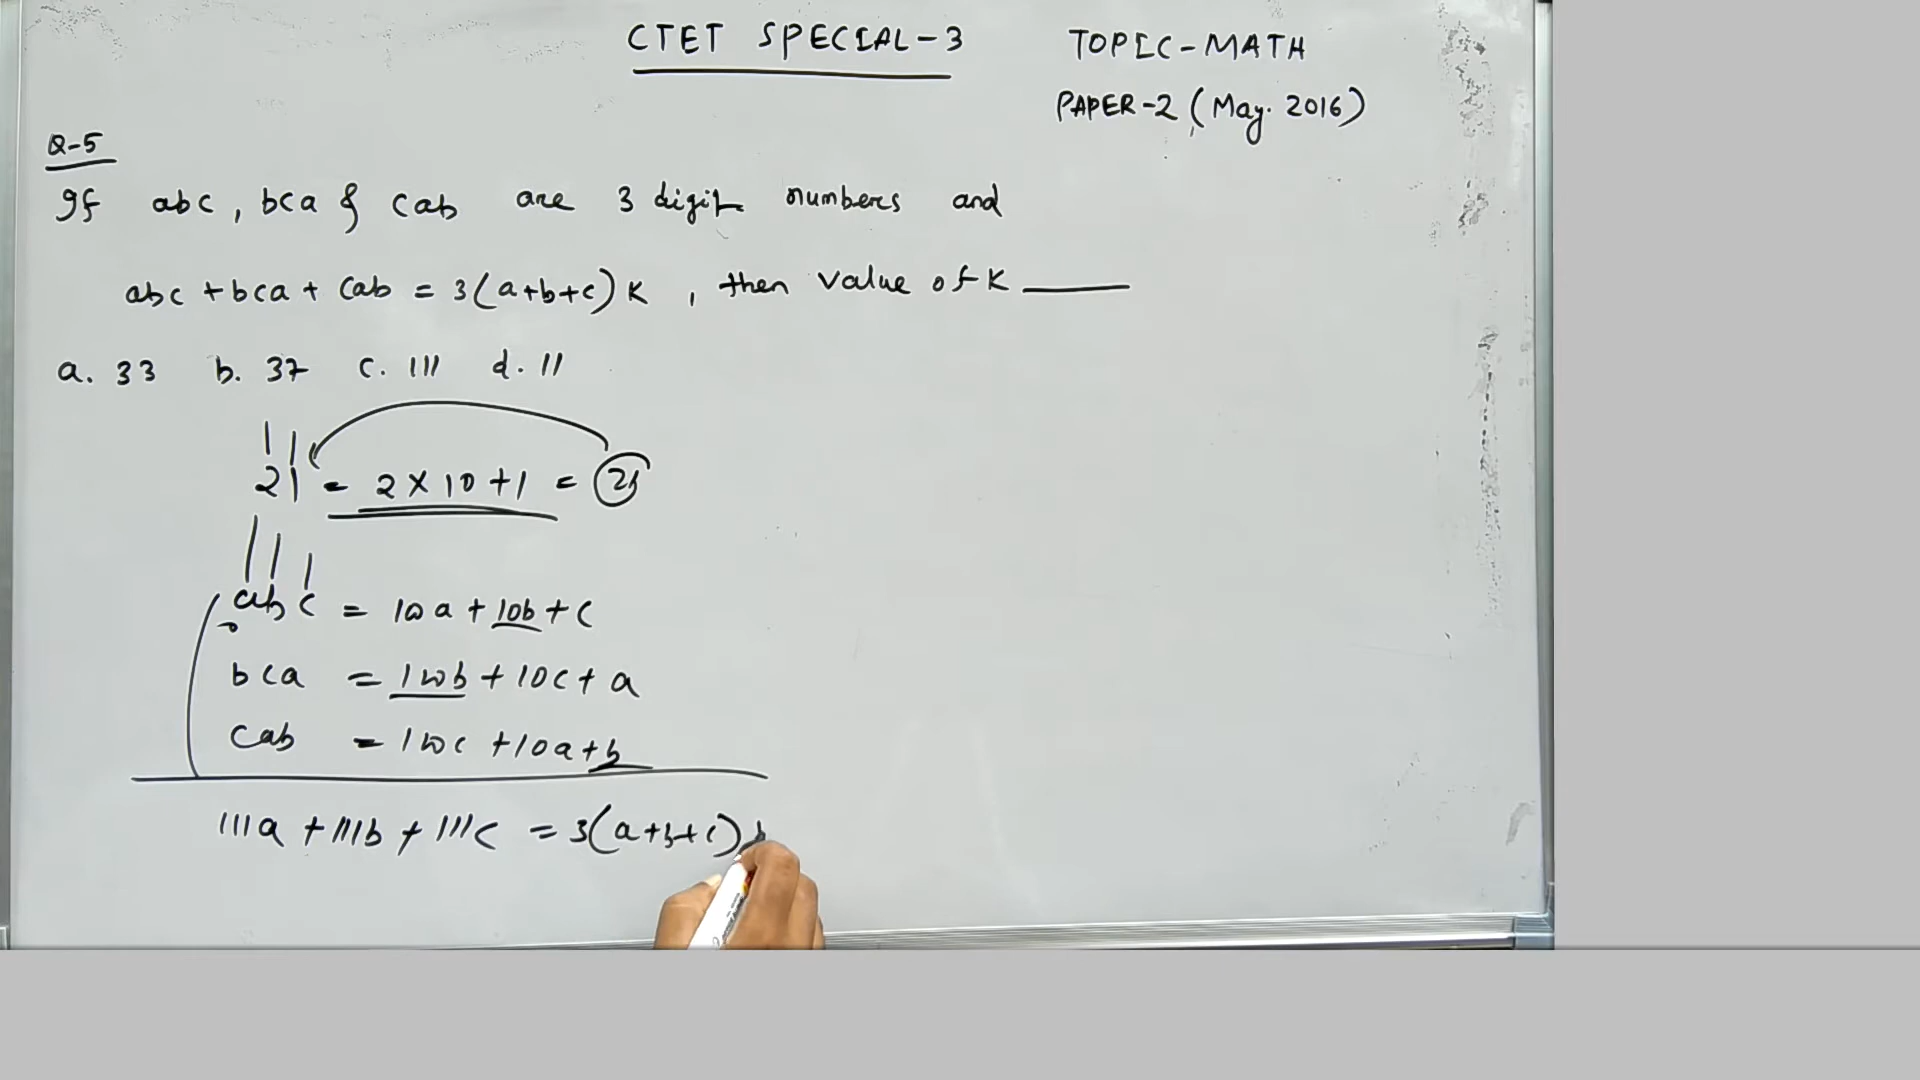 CTET SPECIAL-3
TOPIC-MATH
PAPER-2 (May. 2016)
Q-5
If abc, bca & cab are 3 digit numbers and
abc + bca + cab = 3(a+b+c) K, then value of K ____
a. 33 b. 37 c. 111 d. 11
21 = 2 × 10 + 1 = 21
abc = 100a + 10b + c
bca = 100b + 10c + a
cab = 100c + 10a + b
111a + 111b + 111c = 3(a+b+c)